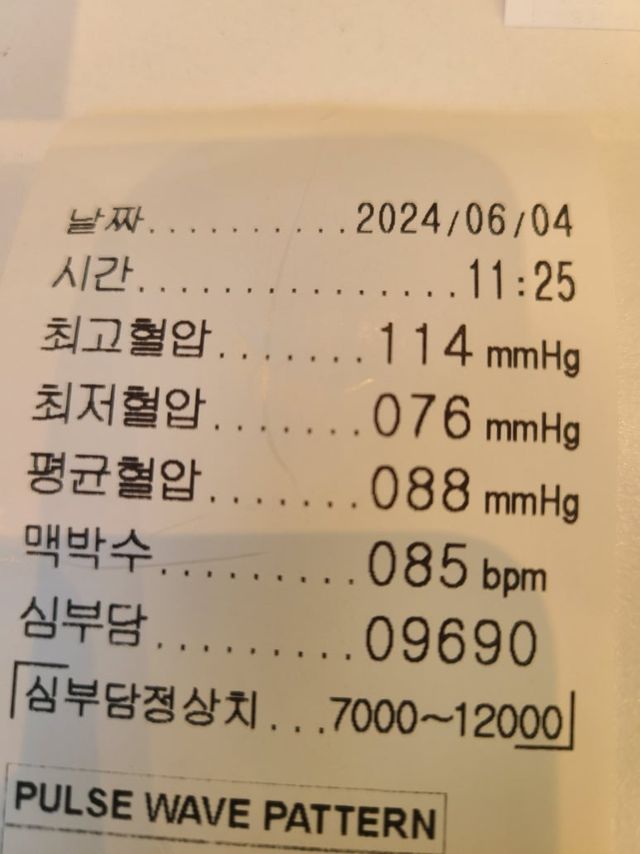 날짜..........2024/06/04
시간...............11:25
최고혈압.......114 mmHg
최저혈압.......076 mmHg
평균혈압.......088 mmHg
맥박수.........085 bpm
심부담.........09690
심부담정상치...7000~12000
PULSE WAVE PATTERN